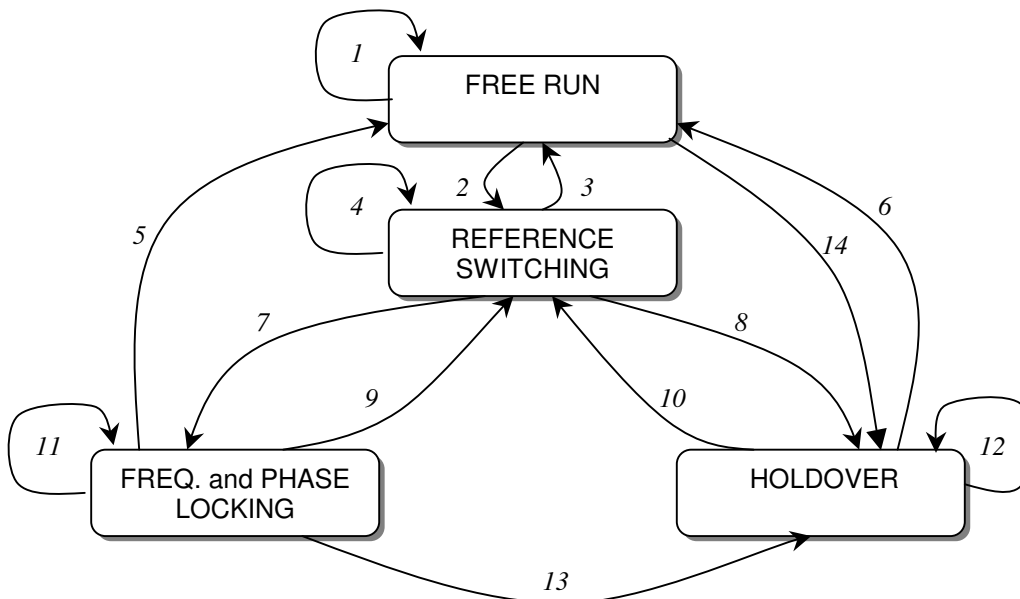 1
FREE RUN
2
3
4
5
6
REFERENCE
SWITCHING
14
7
8
9
10
11
FREQ. and PHASE
LOCKING
HOLDOVER
12
13